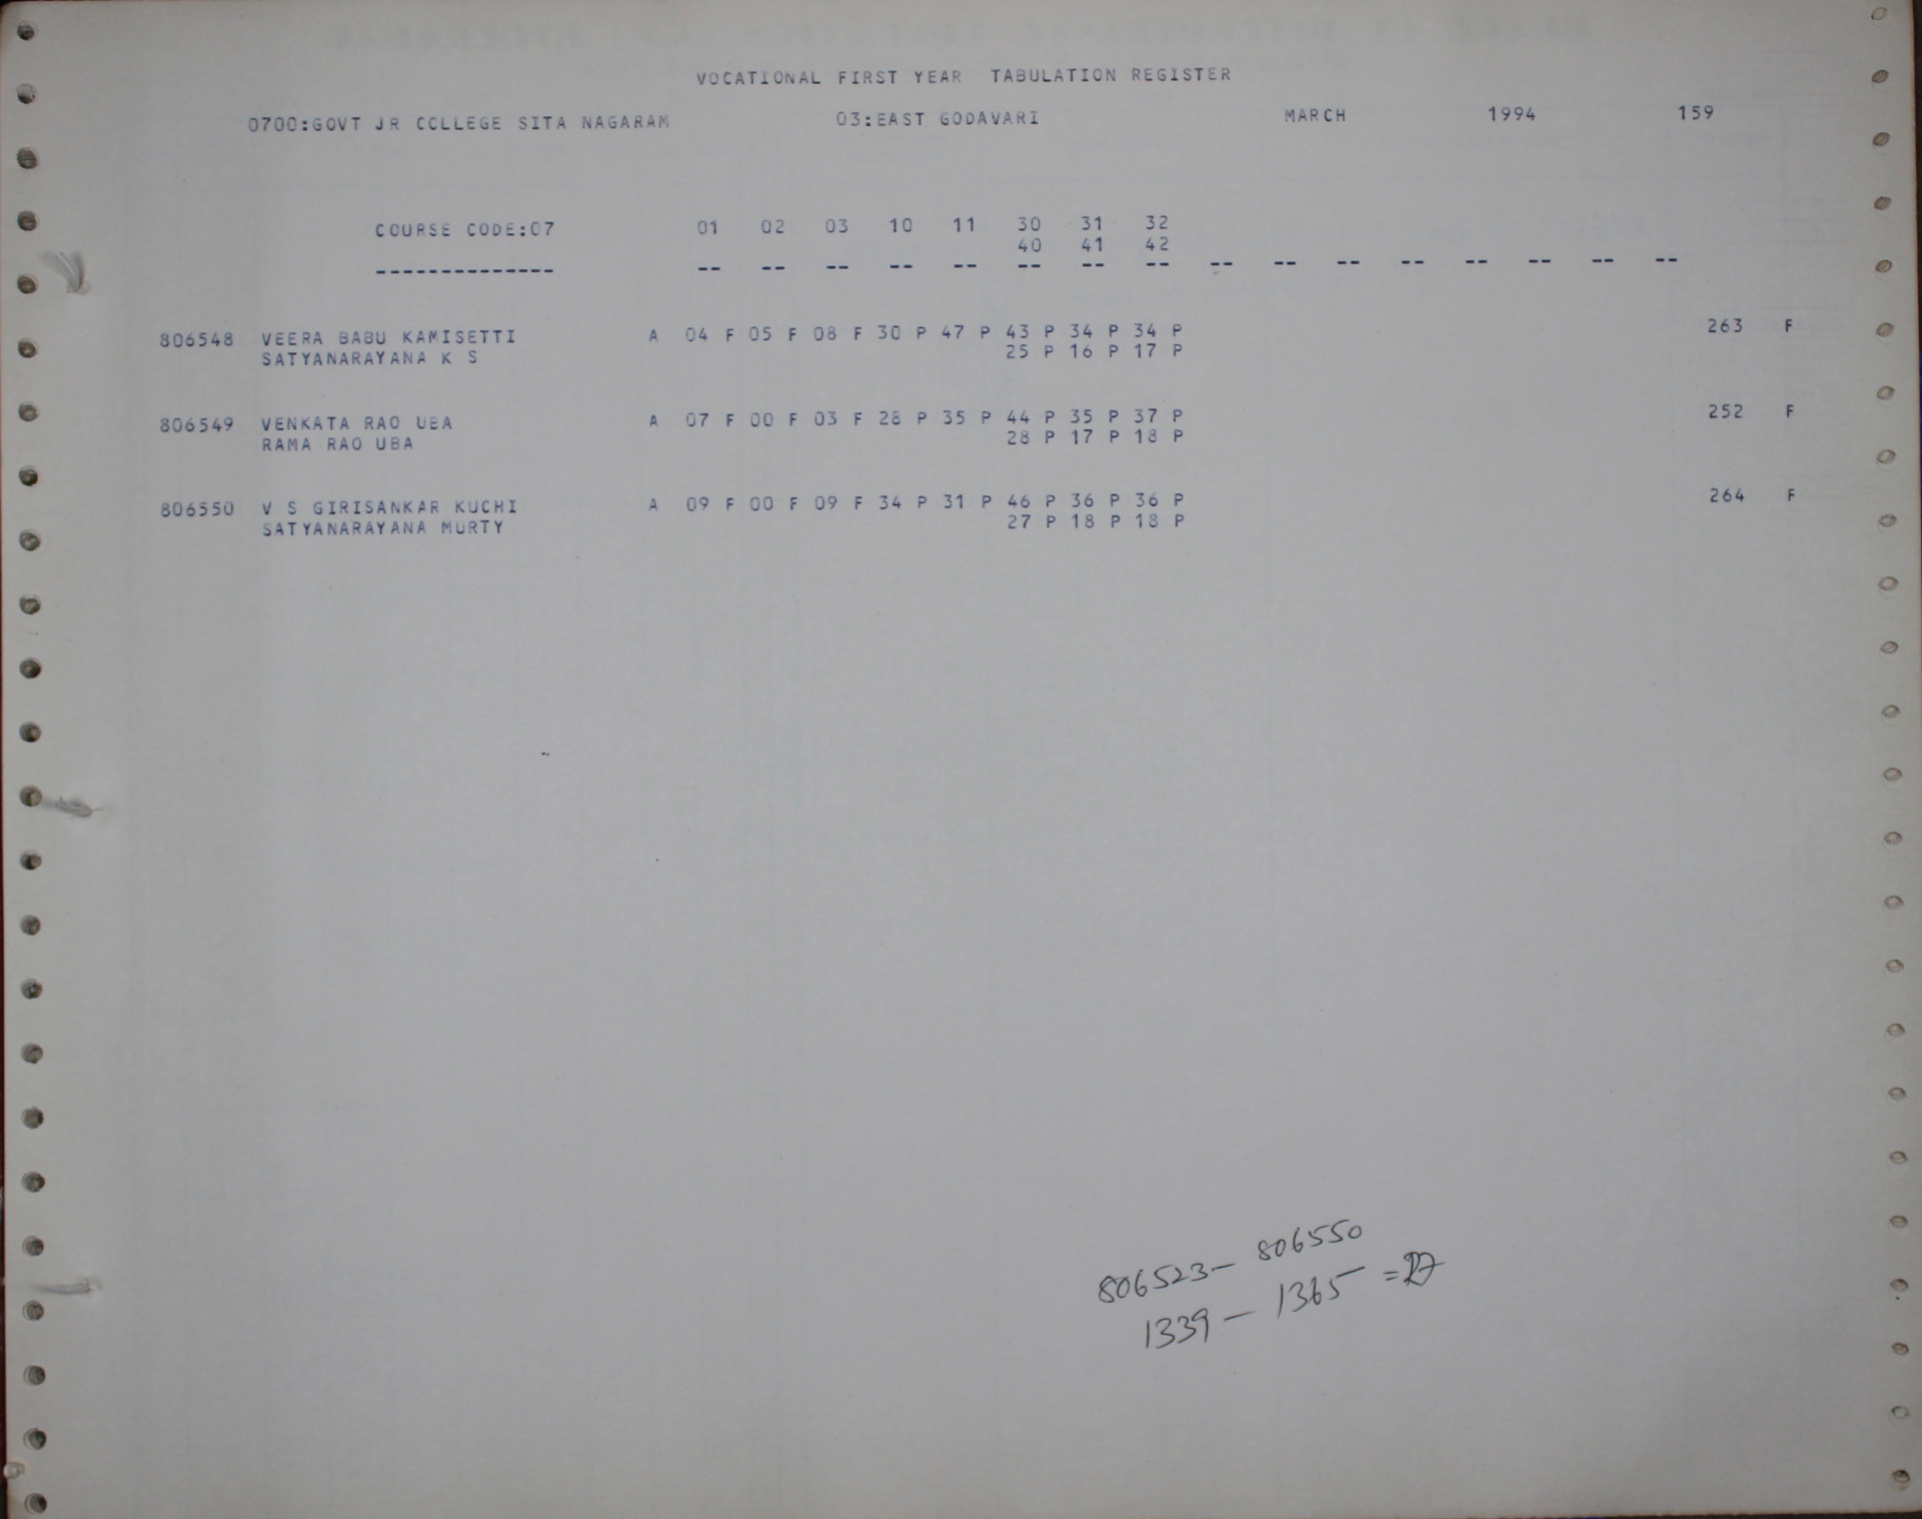 VOCATIONAL FIRST YEAR TABULATION REGISTER
0700:GOVT JR COLLEGE SITA NAGARAM 03:EAST GODAVARI MARCH 1994 159
COURSE CODE:07 01 02 03 10 11 30 31 32
40 41 42
-------------- -- -- -- -- -- -- -- -- -- -- -- -- -- -- -- --
806548 VEERA BABU KAMISETTI A 04 F 05 F 08 F 30 P 47 P 43 P 34 P 34 P 263 F
SATYANARAYANA K S 25 P 16 P 17 P
806549 VENKATA RAO UBA A 07 F 00 F 03 F 28 P 35 P 44 P 35 P 37 P 252 F
RAMA RAO UBA 28 P 17 P 18 P
806550 V S GIRISANKAR KUCHI A 09 F 00 F 09 F 34 P 31 P 46 P 36 P 36 P 264 F
SATYANARAYANA MURTY 27 P 18 P 18 P
806523- 806550
1339 - 1365 = 27